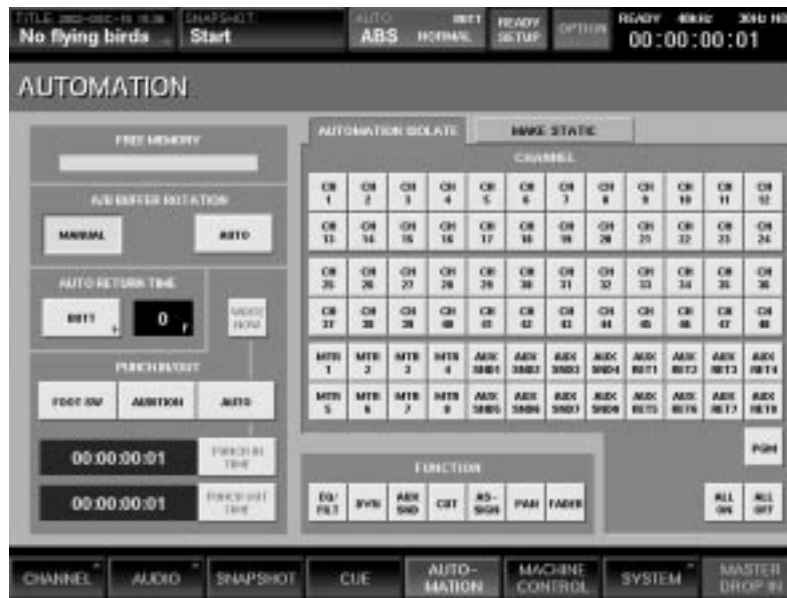 TITLE SNAPSHOT: AUTO READY READY
No flying birds Start ABS NORMAL SETUP OPTION 00:00:00:01
AUTOMATION
AUTOMATION ISOLATE MAKE STATIC
FREE MEMORY
CHANNEL
A/B BUFFER ROTATION
MANUAL AUTO
CH 1 CH 2 CH 3 CH 4 CH 5 CH 6 CH 7 CH 8 CH 9 CH 10 CH 11 CH 12
CH 13 CH 14 CH 15 CH 16 CH 17 CH 18 CH 19 CH 20 CH 21 CH 22 CH 23 CH 24
AUTO RETURN TIME
CH 25 CH 26 CH 27 CH 28 CH 29 CH 30 CH 31 CH 32 CH 33 CH 34 CH 35 CH 36
0 F WRITE NOW
CH 37 CH 38 CH 39 CH 40 CH 41 CH 42 CH 43 CH 44 CH 45 CH 46 CH 47 CH 48
PUNCH IN/OUT
MTR 1 MTR 2 MTR 3 MTR 4 AUX SND1 AUX SND2 AUX SND3 AUX SND4 AUX RET1 AUX RET2 AUX RET3 AUX RET4
FOOT SW AUDITION AUTO
MTR 5 MTR 6 MTR 7 MTR 8 AUX SND5 AUX SND6 AUX SND7 AUX SND8 AUX RET5 AUX RET6 AUX RET7 AUX RET8
00:00:00:01 PUNCH IN TIME
PGM
FUNCTION
00:00:00:01 PUNCH OUT TIME
EQ/FILT DYN AUX SND CUT AS-SIGN PAN FADER ALL ON ALL OFF
CHANNEL AUDIO SNAPSHOT CUE AUTO-MATION MACHINE CONTROL SYSTEM MASTER DROP IN